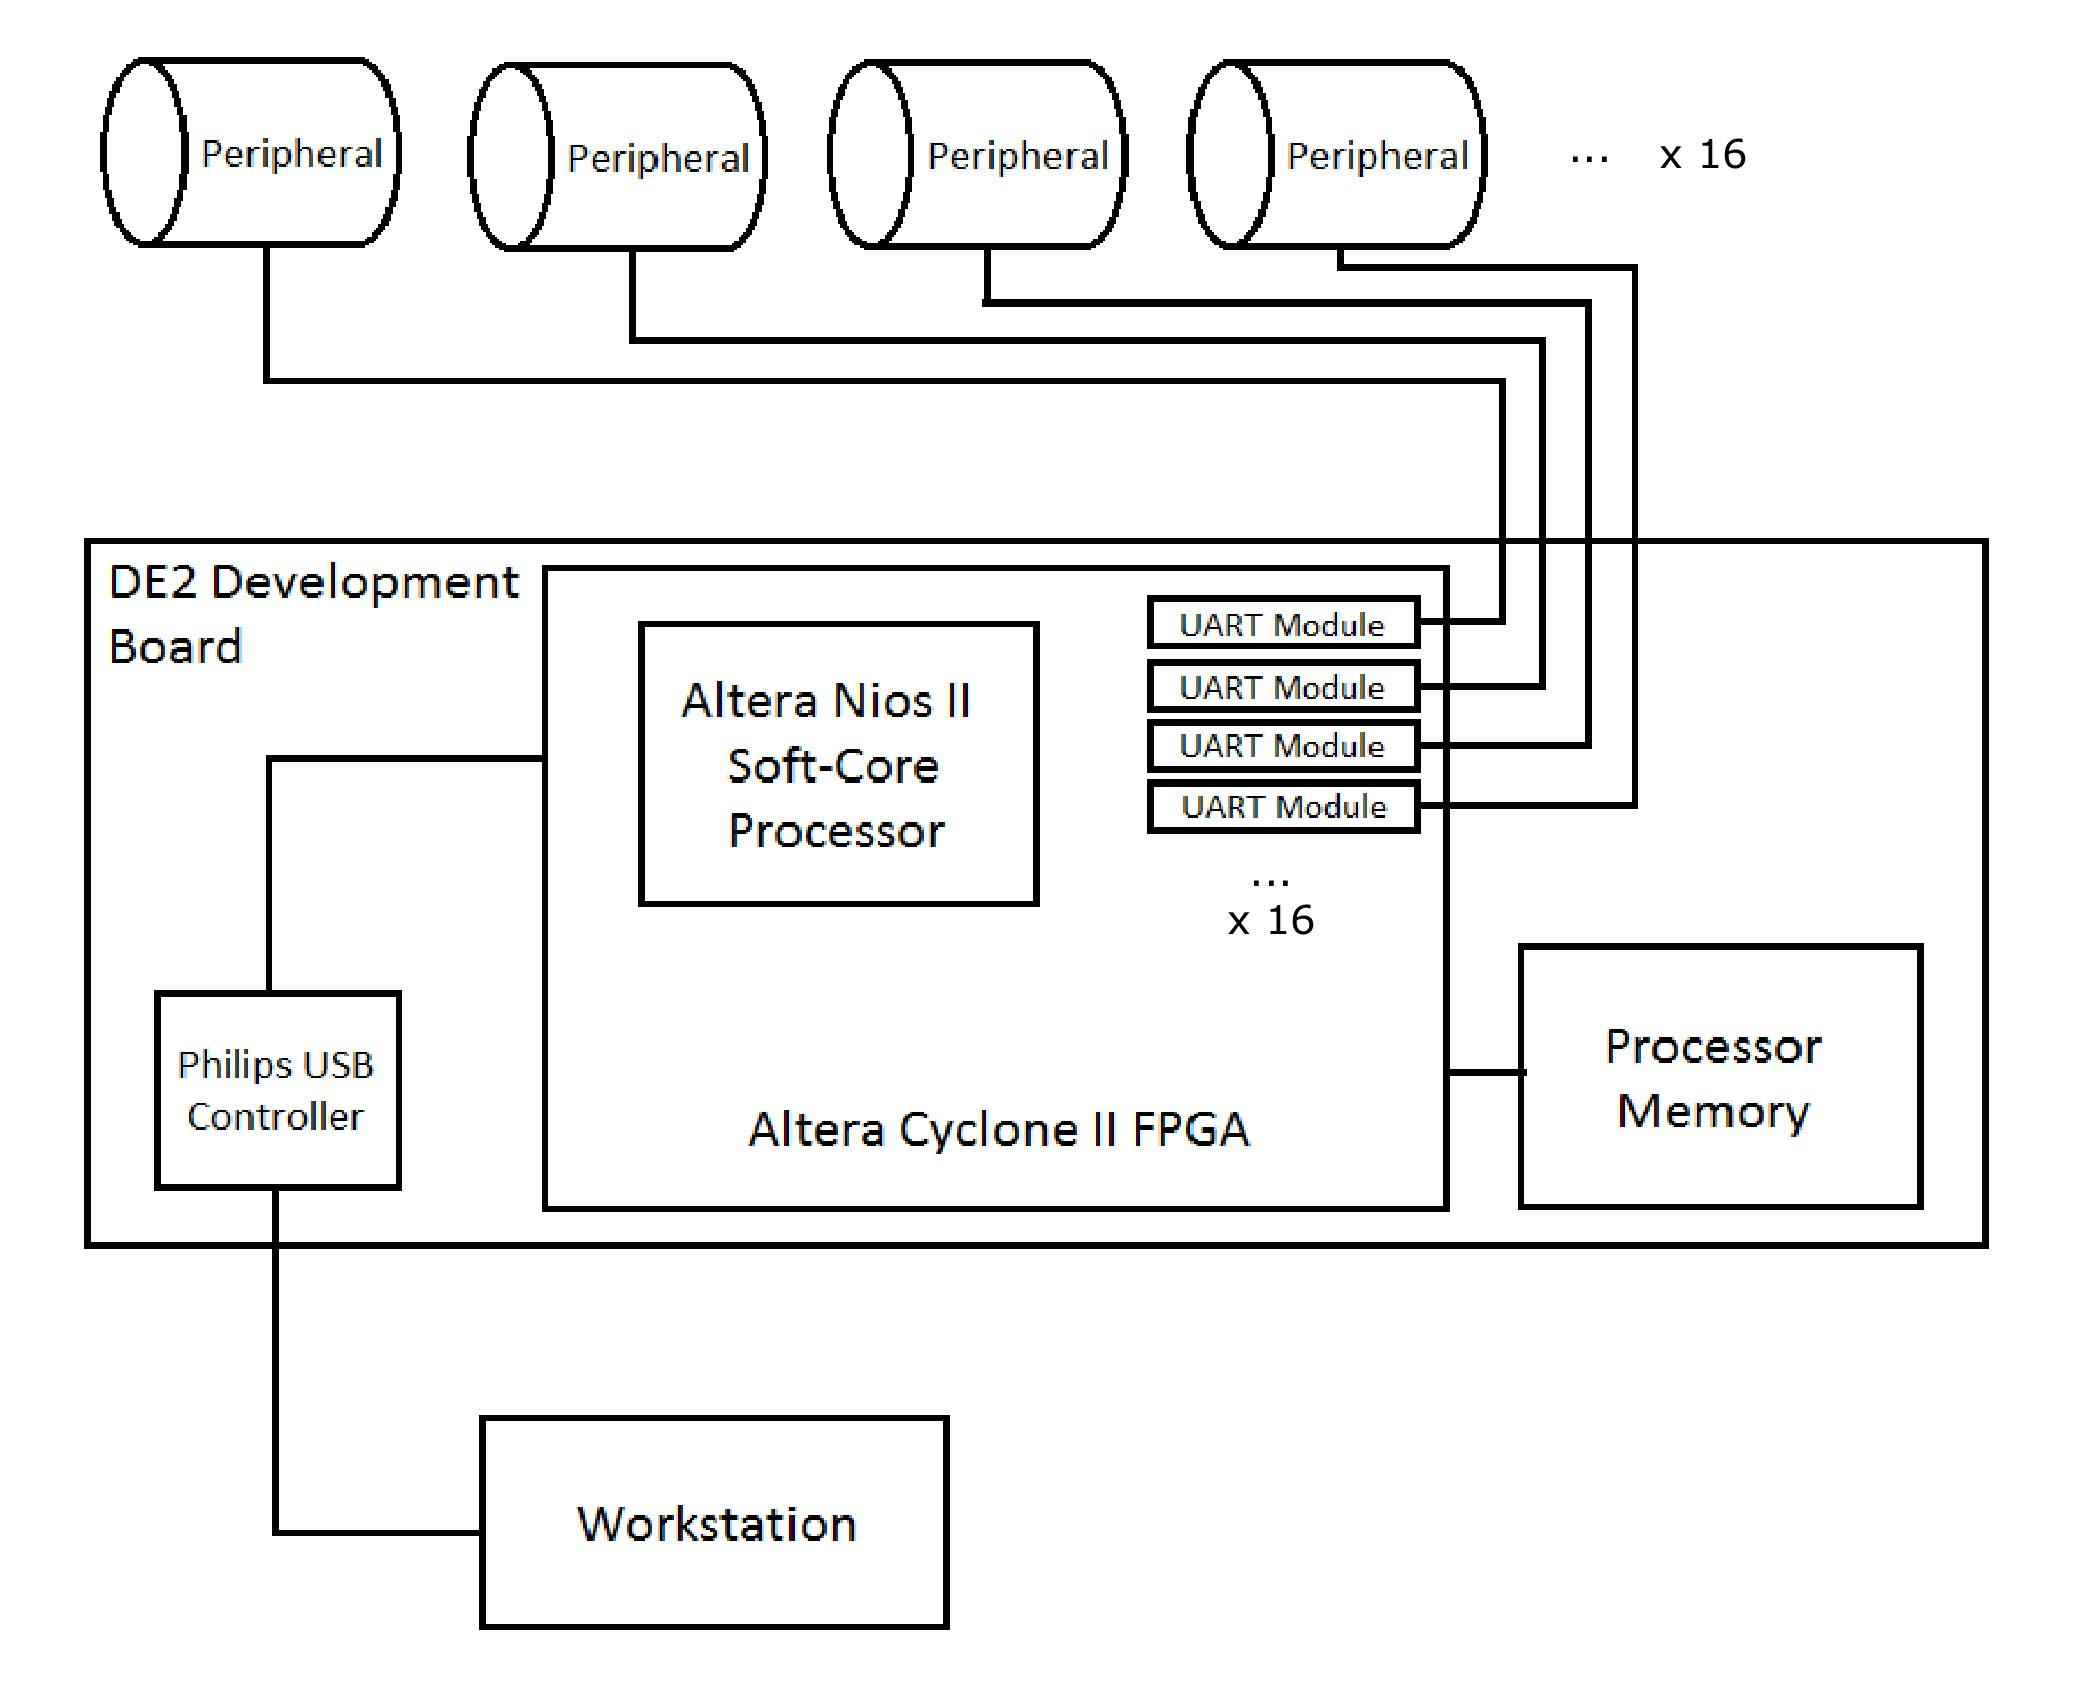 Peripheral
Peripheral
Peripheral
Peripheral
... x 16
DE2 Development
Board
Altera Nios II
Soft-Core
Processor
UART Module
UART Module
UART Module
UART Module
...
x 16
Philips USB
Controller
Altera Cyclone II FPGA
Processor
Memory
Workstation